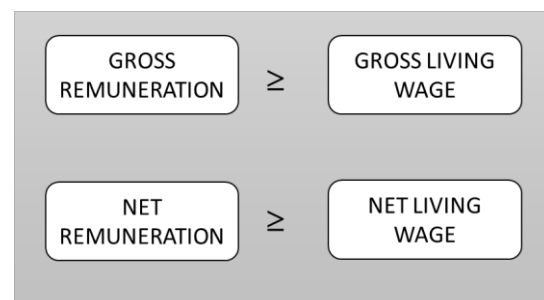 GROSS
REMUNERATION
≥
GROSS LIVING
WAGE
NET
REMUNERATION
≥
NET LIVING
WAGE